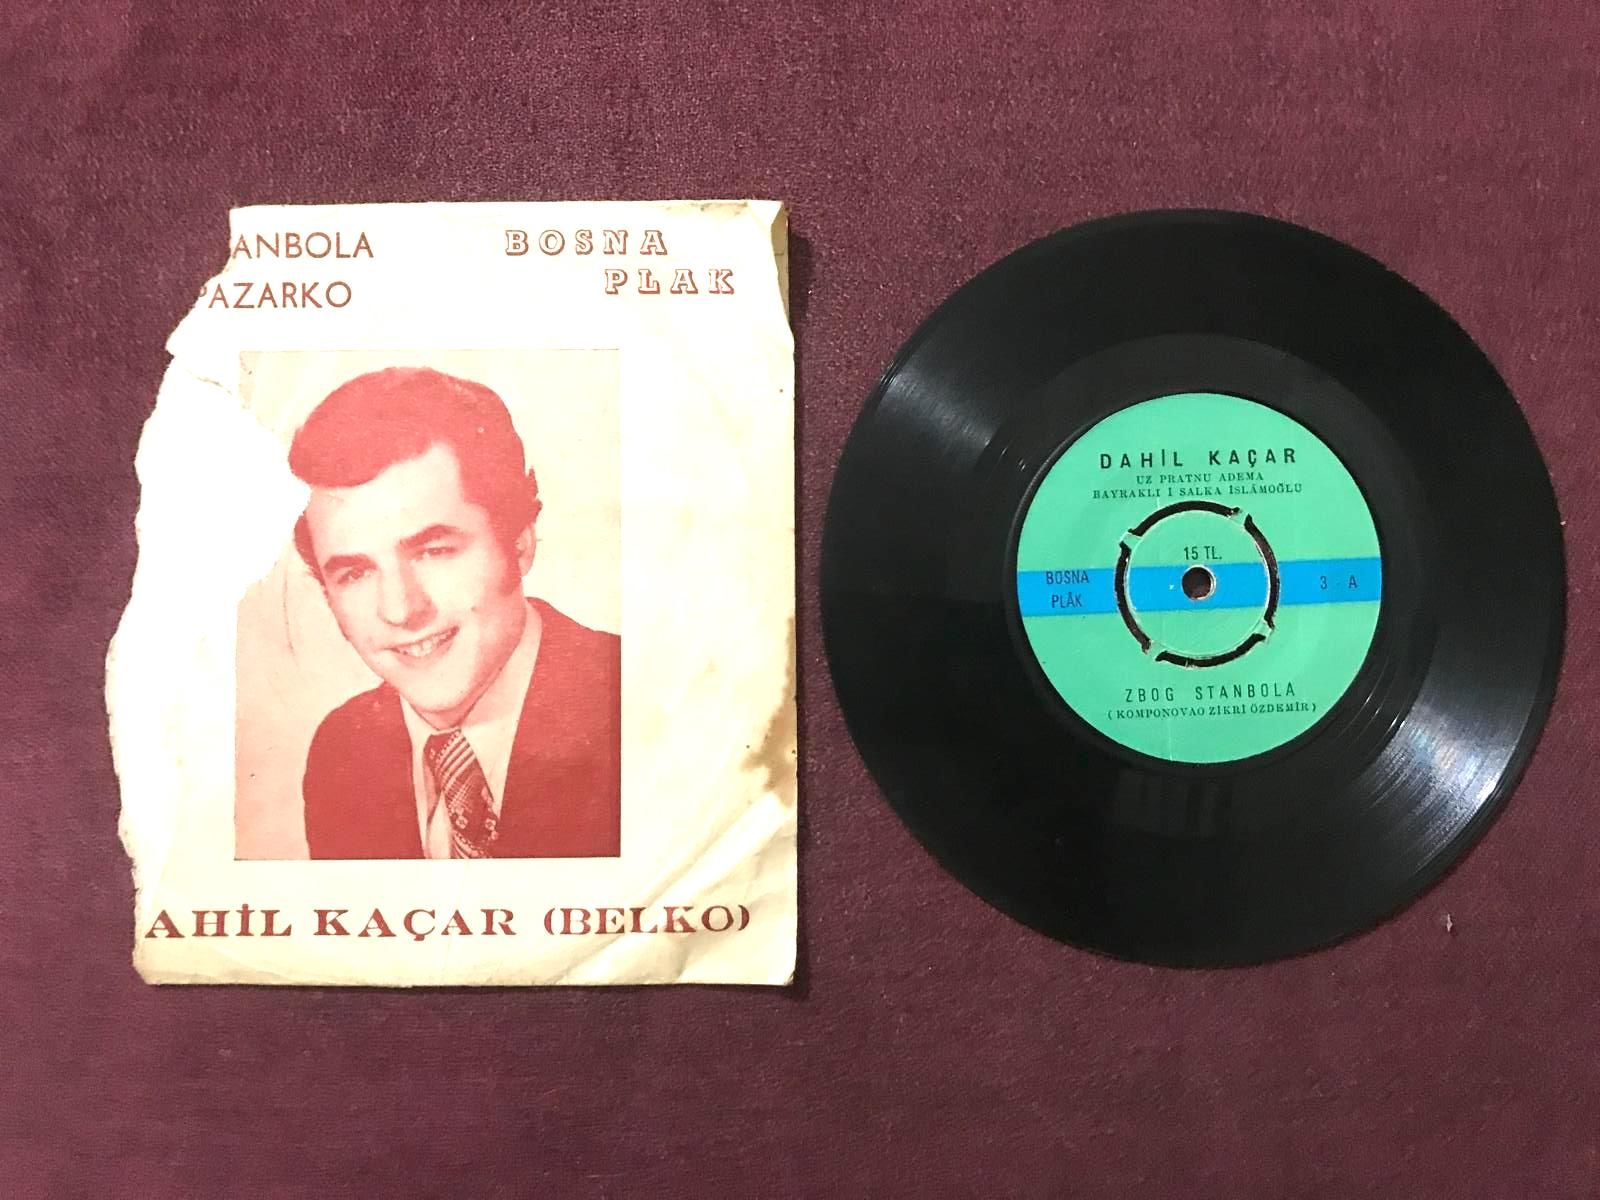 ANBOLA
PAZARKO
BOSNA
PLAK
AHİL KAÇAR (BELKO)
DAHİL KAÇAR
UZ PRATNU ADEMA
BAYRAKLI I SALKA İSLÂMOĞLU
15 TL.
BOSNA
PLÂK
3 - A
ZBOG STANBOLA
( KOMPONOVAO ZİKRİ ÖZDEMİR )